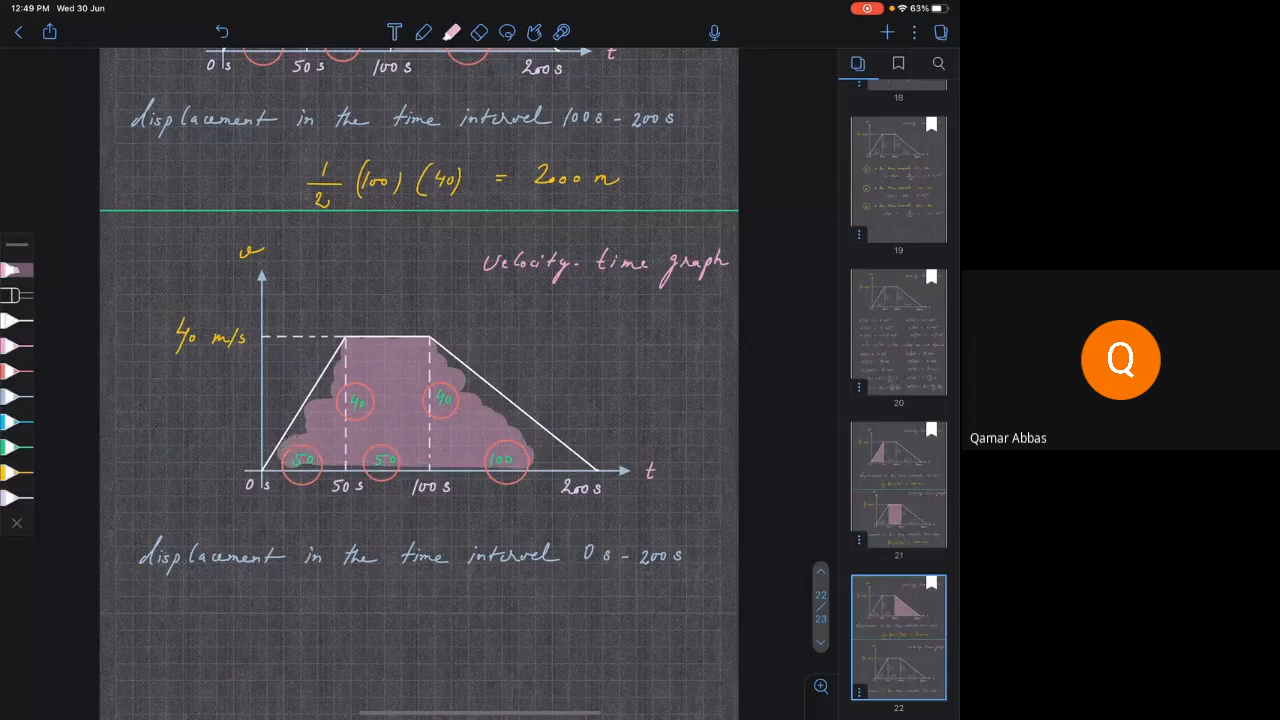 12:49 PM Wed 30 Jun
63%
t
0 s 50 s 100 s 200 s
displacement in the time interval 100 s - 200 s
1/2 (100) (40) = 2000 m
v
velocity-time graph
40 m/s
40 40
50 50 100
t
0 s 50 s 100 s 200 s
displacement in the time interval 0 s - 200 s
18
19
20
21
22
22 / 23
Q
Qamar Abbas